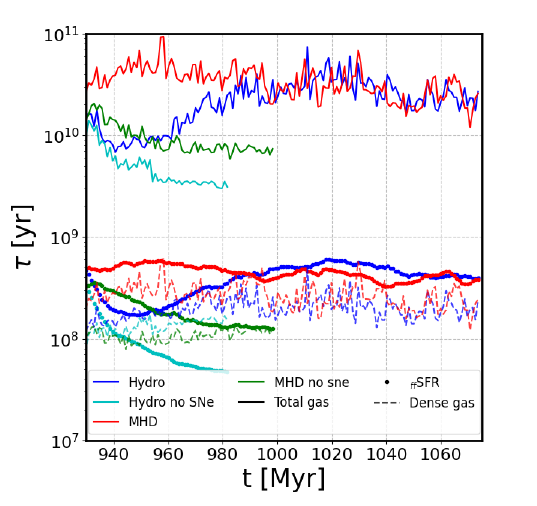 10^11
10^10
10^9
10^8
10^7
τ [yr]
Hydro
Hydro no SNe
MHD
MHD no sne
Total gas
ffSFR
Dense gas
940 960 980 1000 1020 1040 1060
t [Myr]